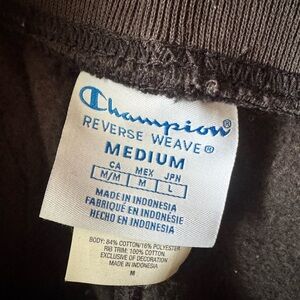 Champion®
REVERSE WEAVE®
MEDIUM
CA MEX JPN
M/M M L
MADE IN INDONESIA
FABRIQUÉ EN INDONÉSIE
HECHO EN INDONESIA
BODY: 84% COTTON/16% POLYESTER
RIB TRIM: 100% COTTON
EXCLUSIVE OF DECORATION
MADE IN INDONESIA
M